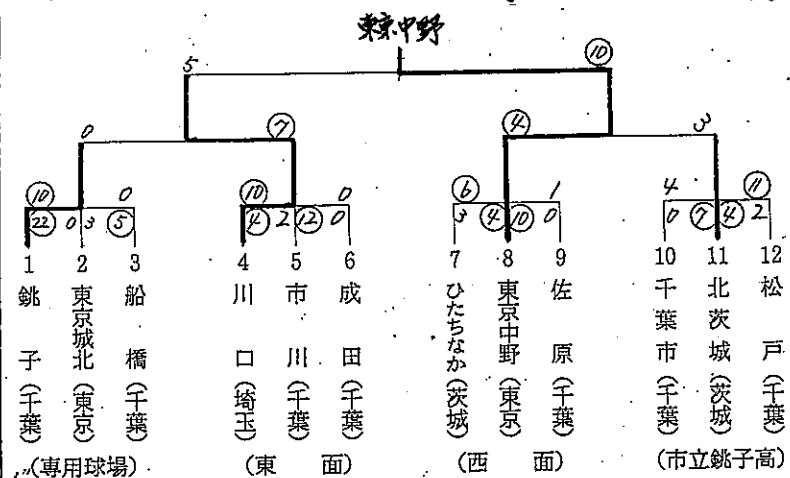 東京中野
5 ⑩
0 ⑦ ④ 3
⑩ 0 ⑩ 0 ⑥ 1 4 ⑪
㉒ 0 3 ⑤ ④ 2 ⑫ 0 3 ④ ⑩ 0 0 ⑦ ④ 2
1 2 3 4 5 6 7 8 9 10 11 12
銚子(千葉)
東京城北(東京)
船橋(千葉)
川口(埼玉)
市川(千葉)
成田(千葉)
ひたちなか(茨城)
東京中野(東京)
佐原(千葉)
千葉市(千葉)
北茨城(茨城)
松戸(千葉)
(専用球場) (東面) (西面) (市立銚子高)